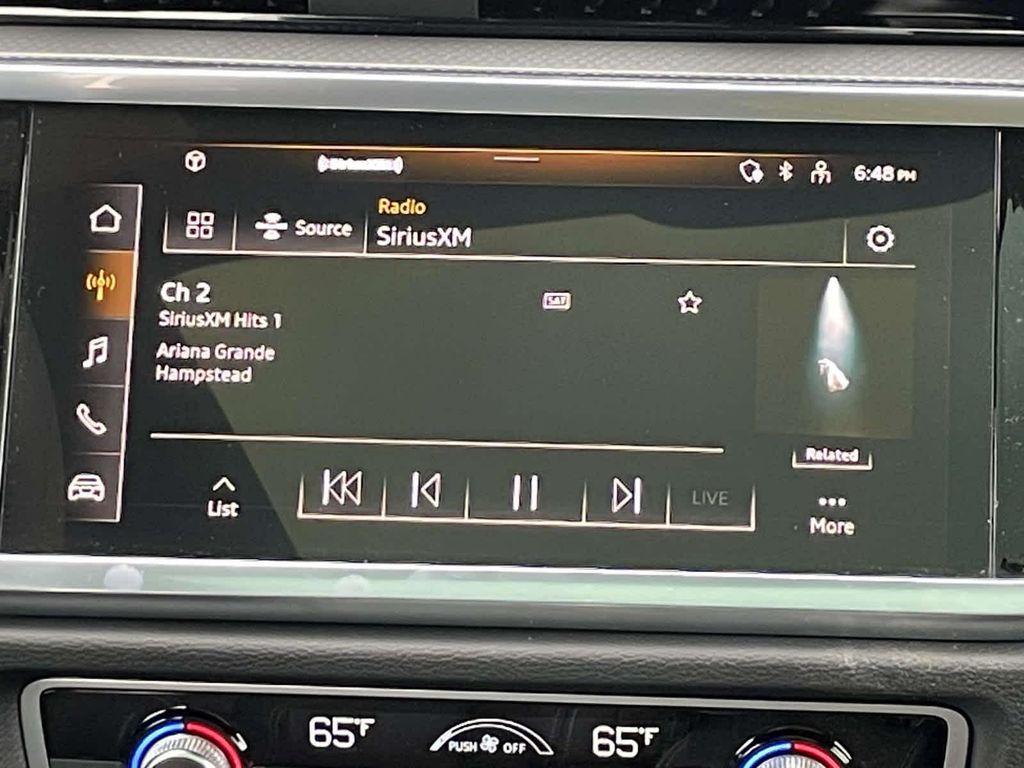 SiriusXM
6:48 PM
Radio
Source
SiriusXM
Ch 2
SAT
SiriusXM Hits 1
Ariana Grande
Hampstead
Related
List
LIVE
More
65°F
PUSH OFF
65°F